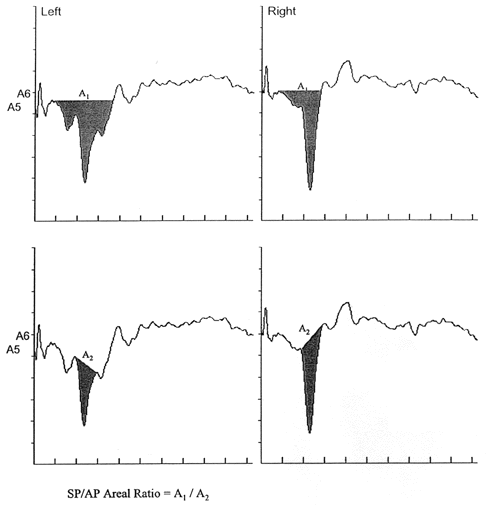 Left
Right
A1
A1
A6
A5
A2
A2
A6
A5
SP/AP Areal Ratio = A1 / A2